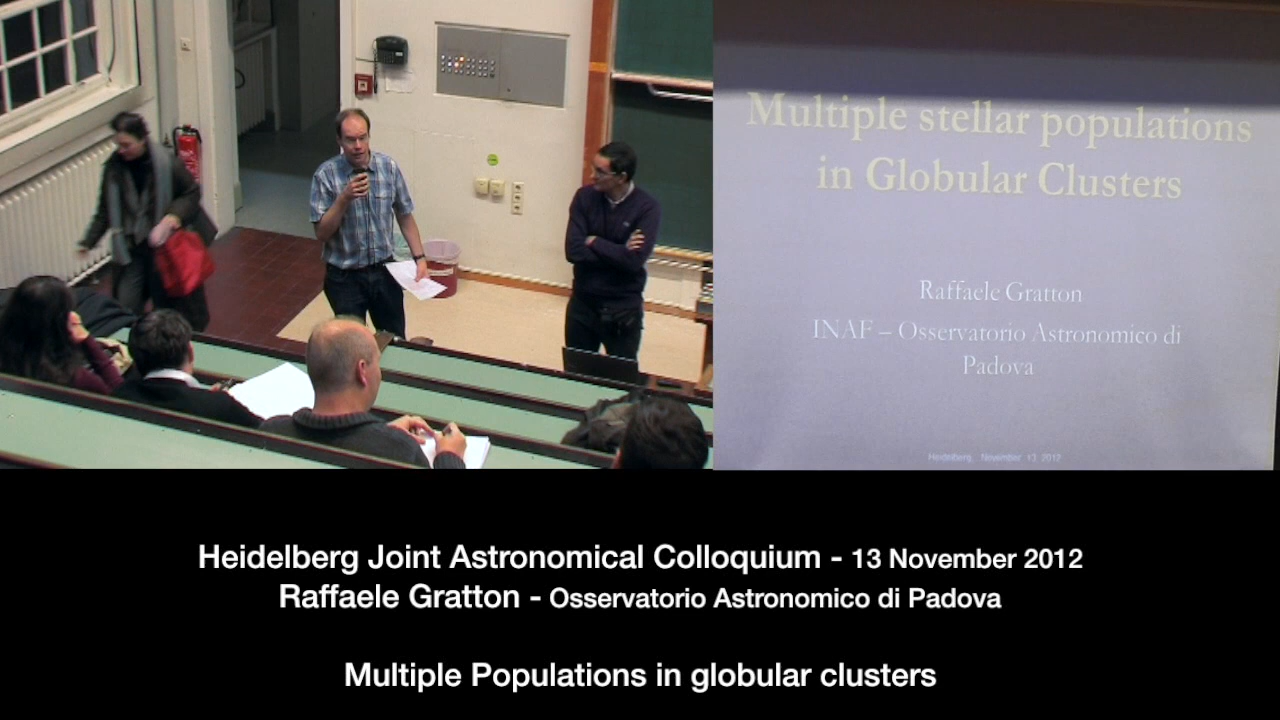 Multiple stellar populations
in Globular Clusters
Raffaele Gratton
INAF – Osservatorio Astronomico di
Padova
Heidelberg, November 13 2012
Heidelberg Joint Astronomical Colloquium - 13 November 2012
Raffaele Gratton - Osservatorio Astronomico di Padova
Multiple Populations in globular clusters